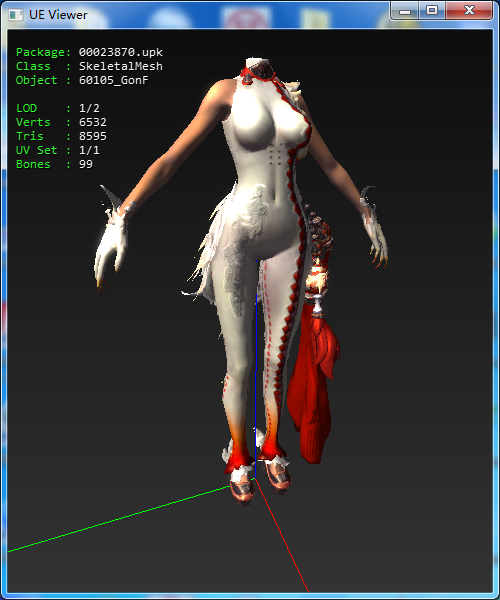 UE Viewer
Package: 00023870.upk
Class : SkeletalMesh
Object : 60105_GonF
LOD : 1/2
Verts : 6532
Tris : 8595
UV Set : 1/1
Bones : 99